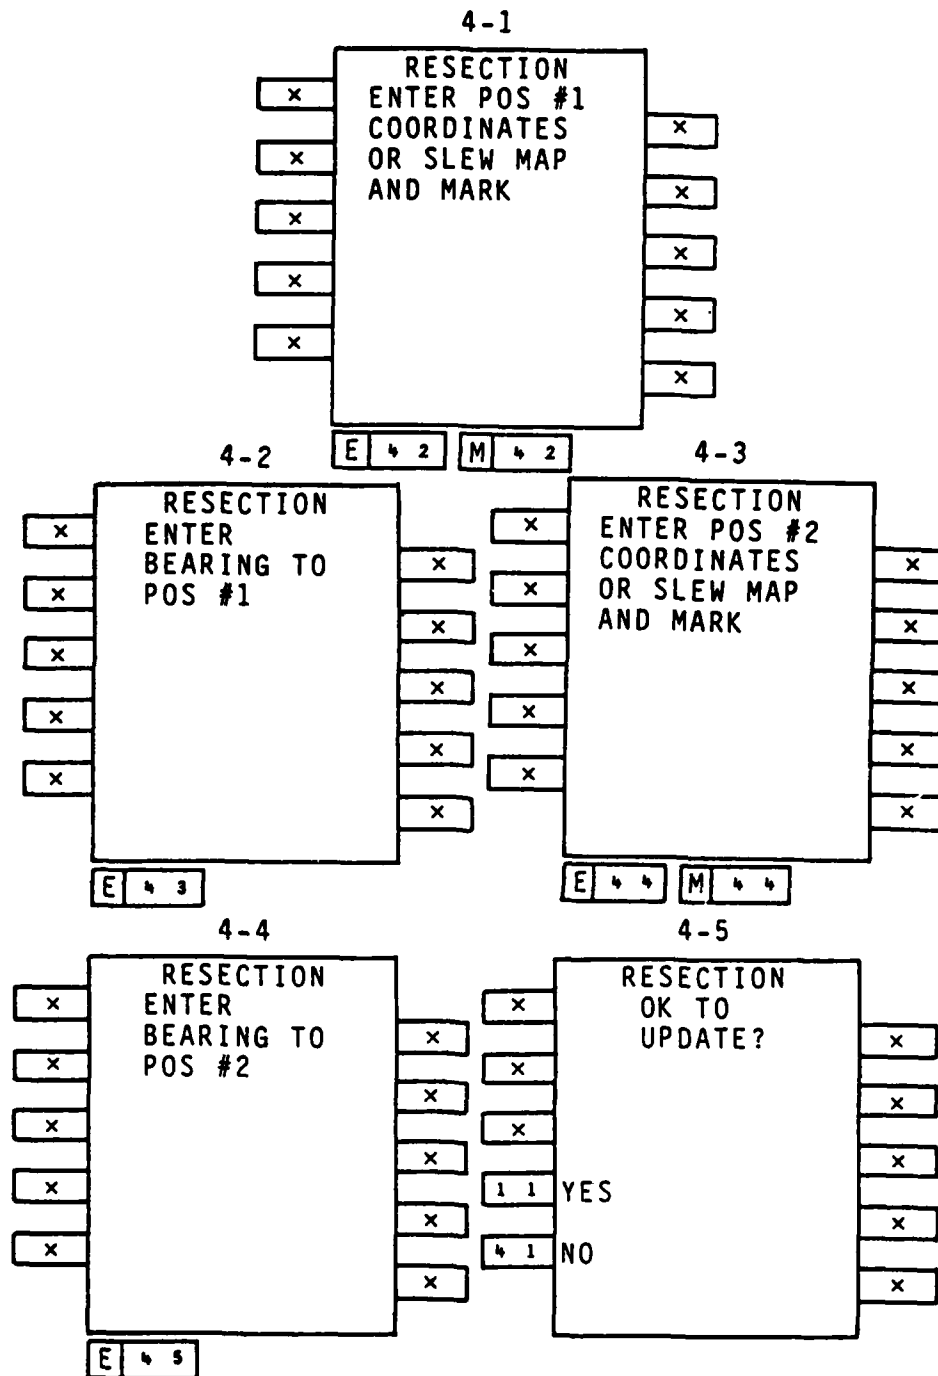 4-1
RESECTION
ENTER POS #1
COORDINATES
OR SLEW MAP
AND MARK
x
x
x
x
x
x
x
x
x
x
E 4 2 M 4 2
4-2
RESECTION
ENTER
BEARING TO
POS #1
x
x
x
x
x
x
x
x
x
x
E 4 3
4-3
RESECTION
ENTER POS #2
COORDINATES
OR SLEW MAP
AND MARK
x
x
x
x
x
x
x
x
x
x
E 4 4 M 4 4
4-4
RESECTION
ENTER
BEARING TO
POS #2
x
x
x
x
x
x
x
x
x
x
E 4 5
4-5
RESECTION
OK TO
UPDATE?
x
x
x
1 1 YES
4 1 NO
x
x
x
x
x